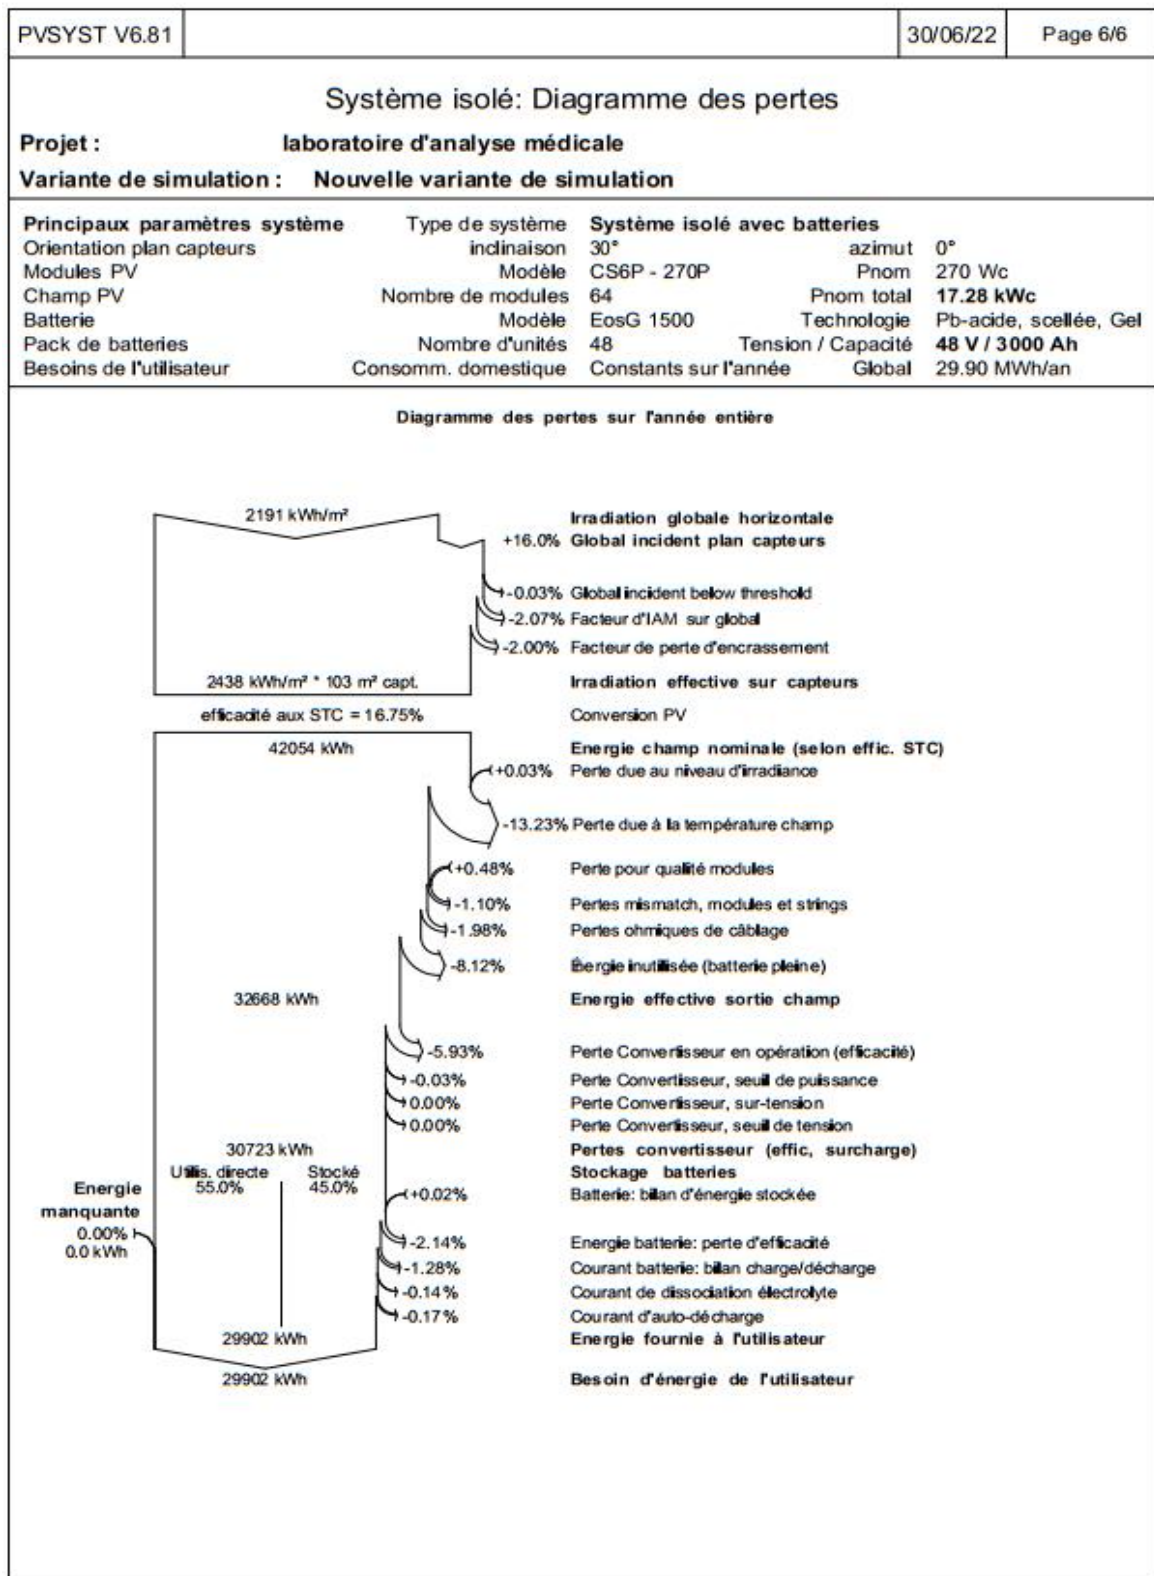 PVSYST V6.81 30/06/22 Page 6/6
Système isolé: Diagramme des pertes
Projet : laboratoire d'analyse médicale
Variante de simulation : Nouvelle variante de simulation
Principaux paramètres système Type de système Système isolé avec batteries
Orientation plan capteurs inclinaison 30° azimut 0°
Modules PV Modèle CS6P - 270P Pnom 270 Wc
Champ PV Nombre de modules 64 Pnom total 17.28 kWc
Batterie Modèle EosG 1500 Technologie Pb-acide, scellée, Gel
Pack de batteries Nombre d'unités 48 Tension / Capacité 48 V / 3000 Ah
Besoins de l'utilisateur Consomm. domestique Constants sur l'année Global 29.90 MWh/an
Diagramme des pertes sur l'année entière
2191 kWh/m² Irradiation globale horizontale
+16.0% Global incident plan capteurs
-0.03% Global incident below threshold
-2.07% Facteur d'IAM sur global
-2.00% Facteur de perte d'encrassement
2438 kWh/m² * 103 m² capt. Irradiation effective sur capteurs
efficacité aux STC = 16.75% Conversion PV
42054 kWh Energie champ nominale (selon effic. STC)
+0.03% Perte due au niveau d'irradiance
-13.23% Perte due à la température champ
+0.48% Perte pour qualité modules
-1.10% Pertes mismatch, modules et strings
-1.98% Pertes ohmiques de câblage
-8.12% Énergie inutilisée (batterie pleine)
32668 kWh Energie effective sortie champ
-5.93% Perte Convertisseur en opération (efficacité)
-0.03% Perte Convertisseur, seuil de puissance
0.00% Perte Convertisseur, sur-tension
0.00% Perte Convertisseur, seuil de tension
30723 kWh Pertes convertisseur (effic, surcharge)
Utilis. directe Stocké Stockage batteries
Energie 55.0% 45.0% +0.02% Batterie: bilan d'énergie stockée
manquante
0.00% -2.14% Energie batterie: perte d'efficacité
0.0 kWh
-1.28% Courant batterie: bilan charge/décharge
-0.14% Courant de dissociation électrolyte
-0.17% Courant d'auto-décharge
29902 kWh Energie fournie à l'utilisateur
29902 kWh Besoin d'énergie de l'utilisateur